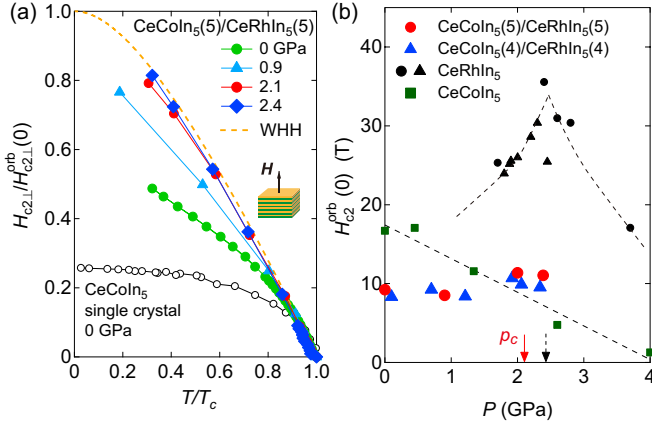 (a)
CeCoIn5(5)/CeRhIn5(5)
0 GPa
0.9
2.1
2.4
WHH
H
CeCoIn5
single crystal
0 GPa
1.0
0.8
0.6
0.4
0.2
0
0 0.2 0.4 0.6 0.8 1.0
Hc2⊥/H^orb c2⊥(0)
T/Tc
(b)
CeCoIn5(5)/CeRhIn5(5)
CeCoIn5(4)/CeRhIn5(4)
CeRhIn5
CeCoIn5
pc
40
30
20
10
0
0 1 2 3 4
H^orb c2(0) (T)
P (GPa)